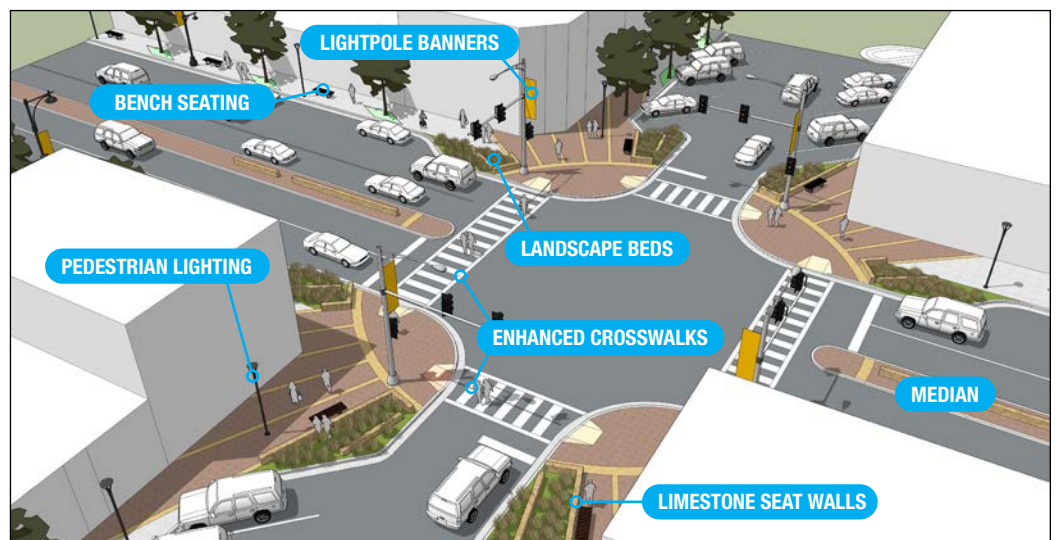 LIGHTPOLE BANNERS
BENCH SEATING
LANDSCAPE BEDS
PEDESTRIAN LIGHTING
ENHANCED CROSSWALKS
MEDIAN
LIMESTONE SEAT WALLS